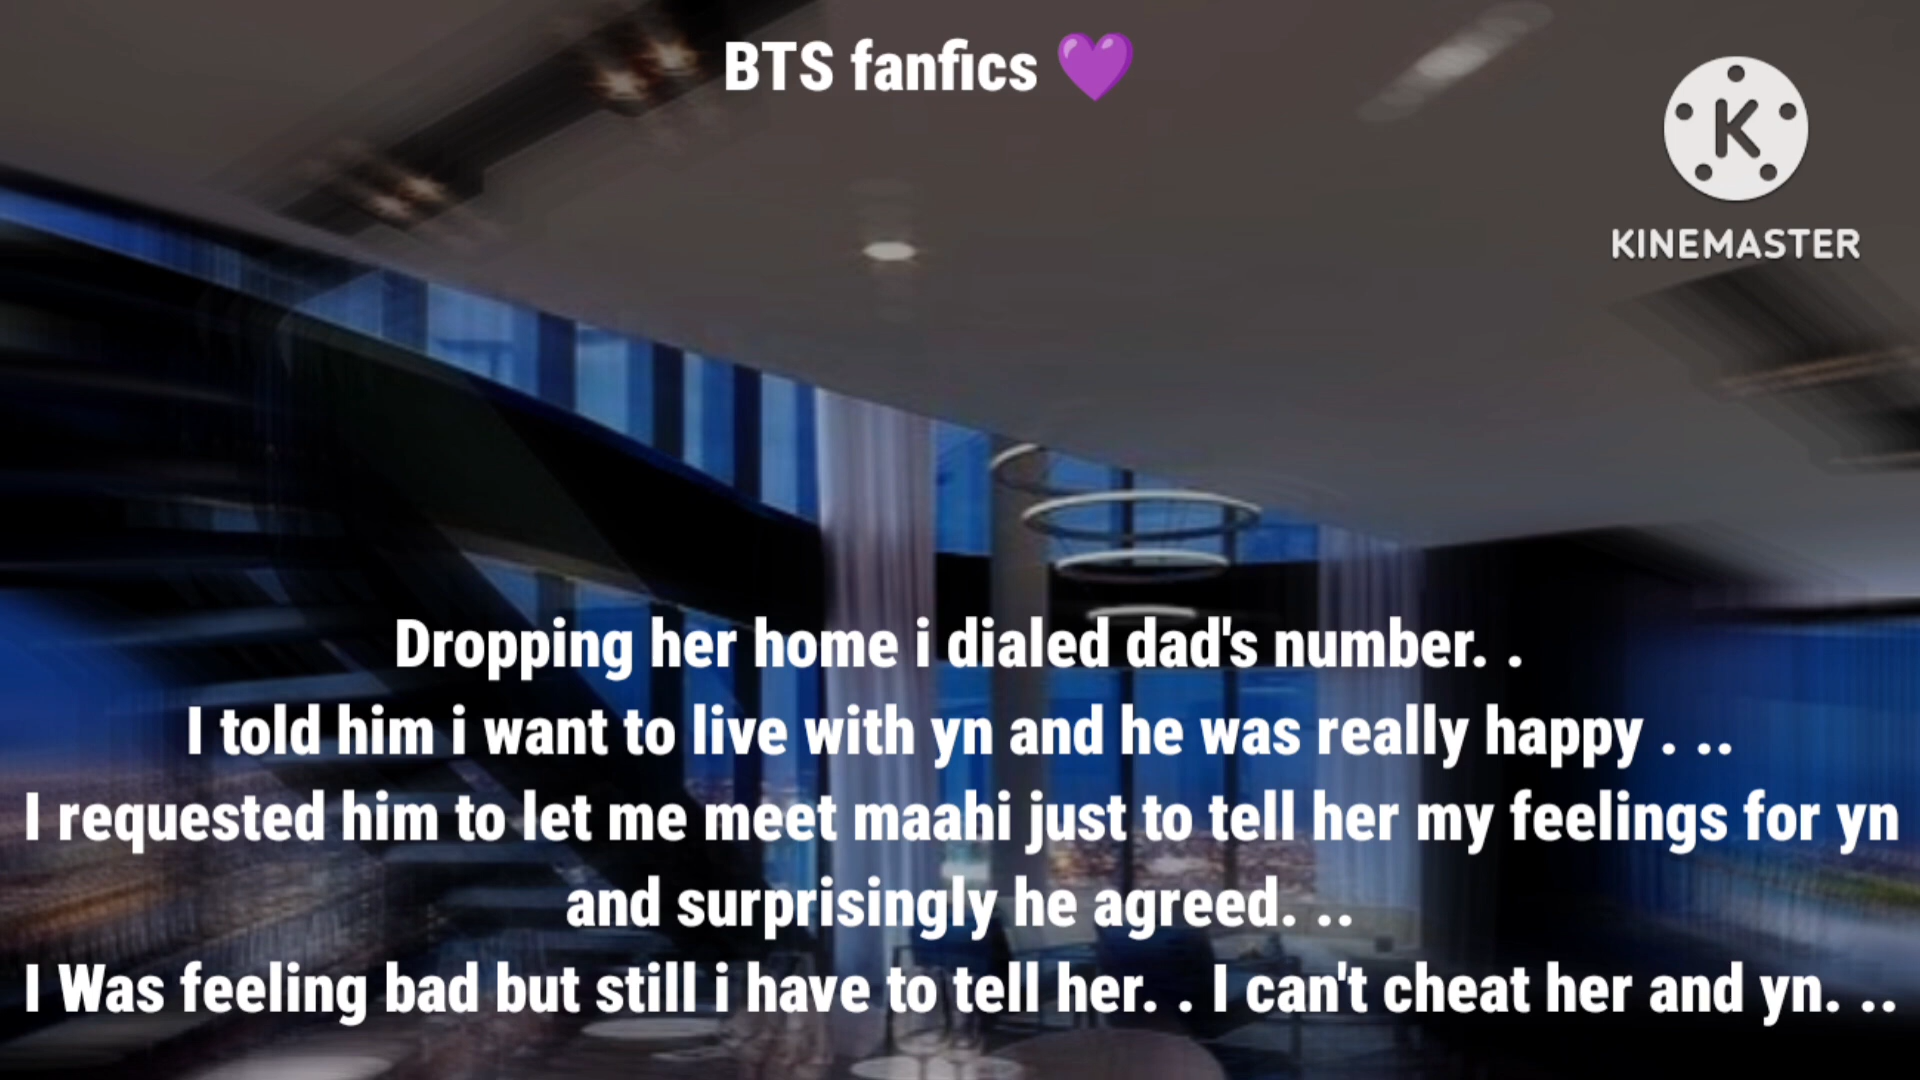 BTS fanfics 💜
K
KINEMASTER
Dropping her home i dialed dad's number. .
I told him i want to live with yn and he was really happy . ..
I requested him to let me meet maahi just to tell her my feelings for yn
and surprisingly he agreed. ..
I Was feeling bad but still i have to tell her. . I can't cheat her and yn. ..